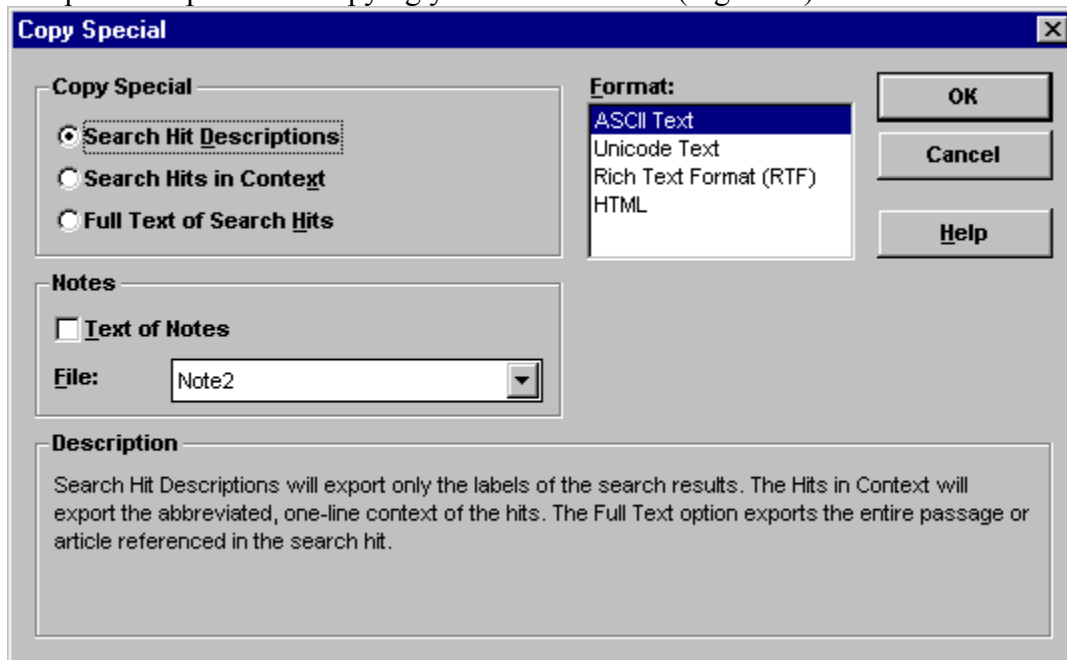 Copy Special
Copy Special
Search Hit Descriptions
Search Hits in Context
Full Text of Search Hits
Format:
ASCII Text
Unicode Text
Rich Text Format (RTF)
HTML
OK
Cancel
Help
Notes
Text of Notes
File:
Note2
Description
Search Hit Descriptions will export only the labels of the search results. The Hits in Context will
export the abbreviated, one-line context of the hits. The Full Text option exports the entire passage or
article referenced in the search hit.